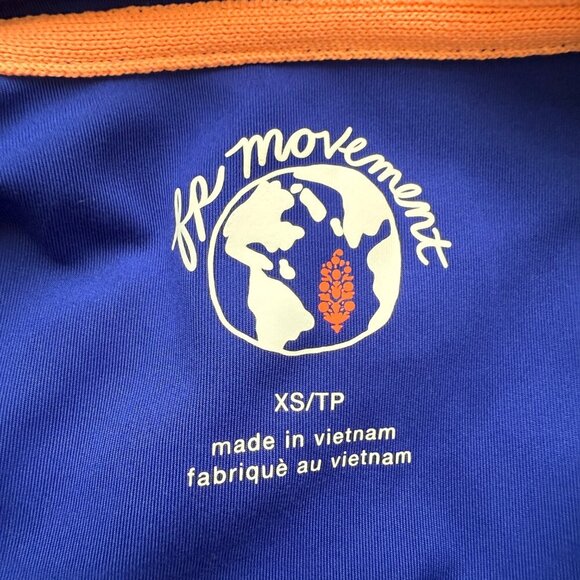 fp movement
XS/TP
made in vietnam
fabriquè au vietnam